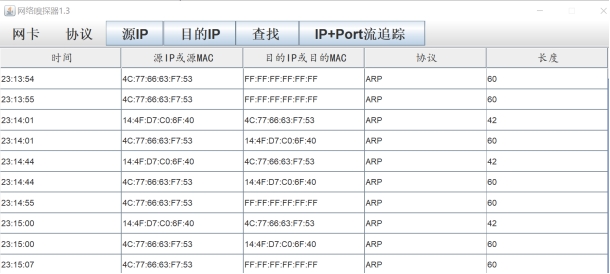 网络嗅探器1.3
网卡 协议 源IP 目的IP 查找 IP+Port流追踪
时间 源IP或源MAC 目的IP或目的MAC 协议 长度
23:13:54 4C:77:66:63:F7:53 FF:FF:FF:FF:FF:FF ARP 60
23:13:55 4C:77:66:63:F7:53 FF:FF:FF:FF:FF:FF ARP 60
23:14:01 14:4F:D7:C0:6F:40 4C:77:66:63:F7:53 ARP 42
23:14:01 4C:77:66:63:F7:53 14:4F:D7:C0:6F:40 ARP 60
23:14:44 14:4F:D7:C0:6F:40 4C:77:66:63:F7:53 ARP 42
23:14:44 4C:77:66:63:F7:53 14:4F:D7:C0:6F:40 ARP 60
23:14:55 4C:77:66:63:F7:53 FF:FF:FF:FF:FF:FF ARP 60
23:15:00 14:4F:D7:C0:6F:40 4C:77:66:63:F7:53 ARP 42
23:15:00 4C:77:66:63:F7:53 14:4F:D7:C0:6F:40 ARP 60
23:15:07 4C:77:66:63:F7:53 FF:FF:FF:FF:FF:FF ARP 60